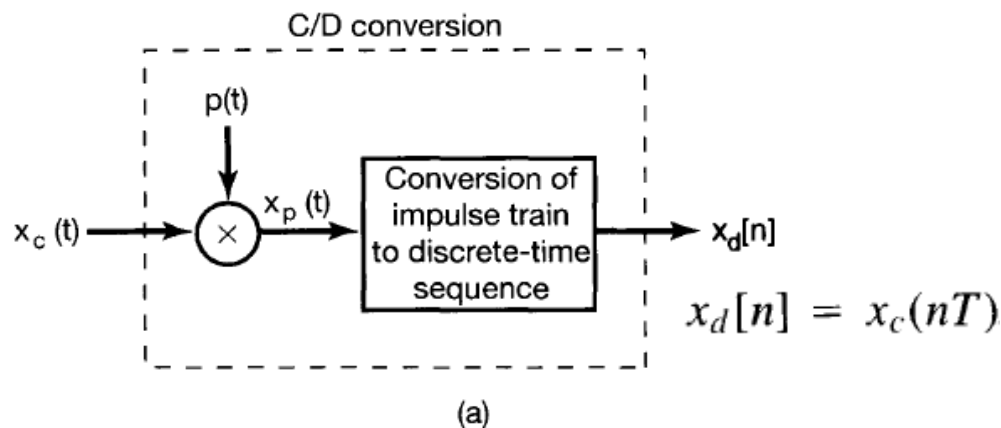 C/D conversion
p(t)
x_c (t)
×
x_p (t)
Conversion of
impulse train
to discrete-time
sequence
x_d[n]
x_d[n] = x_c(nT)
(a)